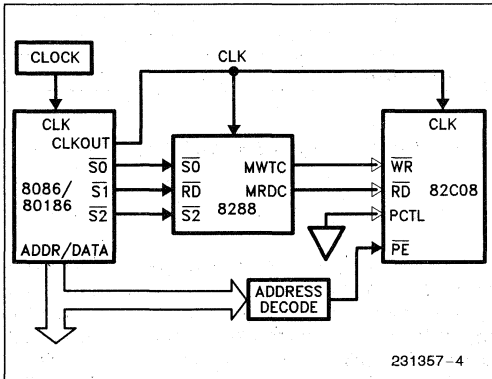 CLK
CLOCK
CLK
CLKOUT
S0
S1
S2
8086/
80186
ADDR/DATA
S0
RD
S2
MWTC
MRDC
8288
CLK
WR
RD
PCTL
PE
82C08
ADDRESS
DECODE
231357-4